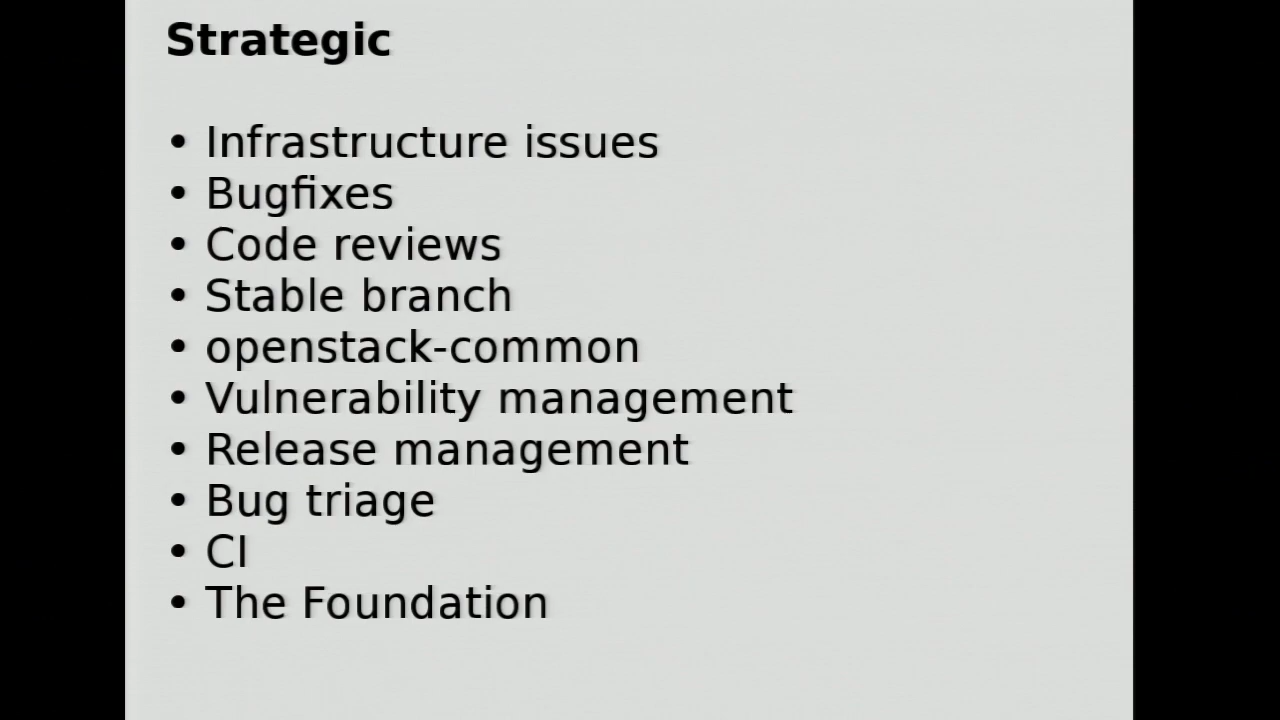 Strategic
• Infrastructure issues
• Bugfixes
• Code reviews
• Stable branch
• openstack-common
• Vulnerability management
• Release management
• Bug triage
• CI
• The Foundation